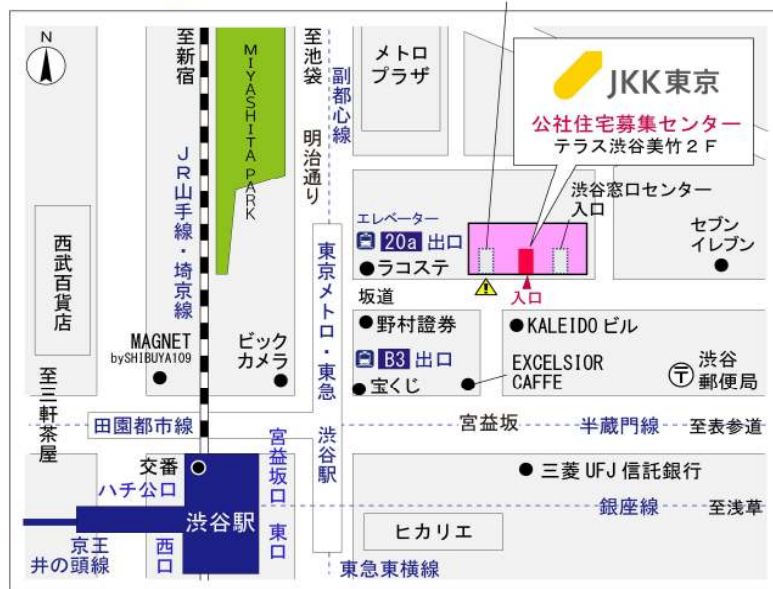 N
至新宿
MIYASHITA PARK
至池袋
副都心線
メトロ
プラザ
JKK東京
公社住宅募集センター
テラス渋谷美竹２Ｆ
明治通り
JR山手線・埼京線
渋谷窓口センター
入口
エレベーター
20a 出口
ラコステ
セブン
イレブン
西武百貨店
東京メトロ・東急
渋谷駅
坂道
入口
野村證券
KALEIDO ビル
MAGNET
bySHIBUYA109
ビック
カメラ
B3 出口
EXCELSIOR
CAFFE
渋谷
郵便局
宝くじ
至三軒茶屋
田園都市線
宮益坂
半蔵門線
至表参道
宮益坂口
交番
ハチ公口
三菱 UFJ 信託銀行
渋谷駅
銀座線
至浅草
東口
西口
ヒカリエ
京王
井の頭線
東急東横線